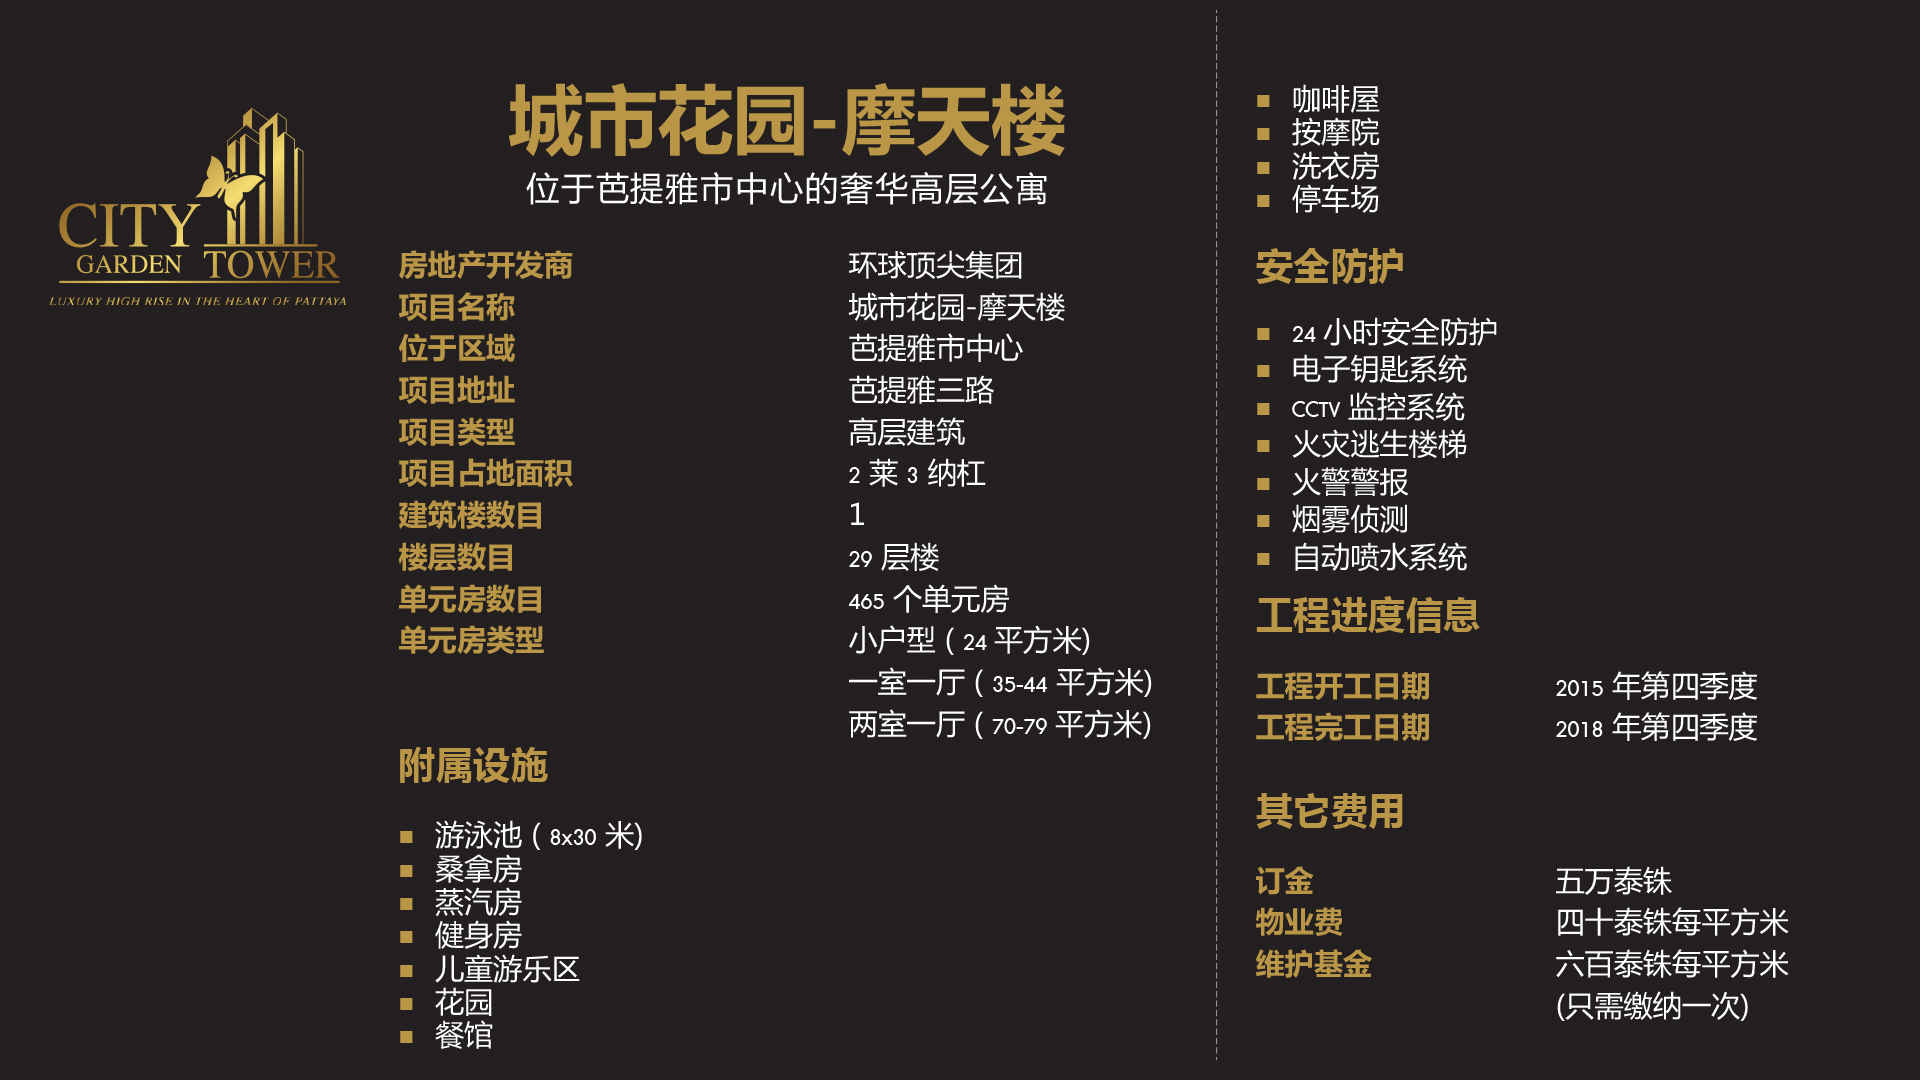 CITY
GARDEN TOWER
LUXURY HIGH RISE IN THE HEART OF PATTAYA
城市花园-摩天楼
位于芭提雅市中心的奢华高层公寓
房地产开发商 环球顶尖集团
项目名称 城市花园-摩天楼
位于区域 芭提雅市中心
项目地址 芭提雅三路
项目类型 高层建筑
项目占地面积 2 莱 3 纳杠
建筑楼数目 1
楼层数目 29 层楼
单元房数目 465 个单元房
单元房类型 小户型 ( 24 平方米)
一室一厅 ( 35-44 平方米)
两室一厅 ( 70-79 平方米)
附属设施
游泳池 ( 8x30 米)
桑拿房
蒸汽房
健身房
儿童游乐区
花园
餐馆
咖啡屋
按摩院
洗衣房
停车场
安全防护
24 小时安全防护
电子钥匙系统
CCTV 监控系统
火灾逃生楼梯
火警警报
烟雾侦测
自动喷水系统
工程进度信息
工程开工日期 2015 年第四季度
工程完工日期 2018 年第四季度
其它费用
订金 五万泰铢
物业费 四十泰铢每平方米
维护基金 六百泰铢每平方米
(只需缴纳一次)